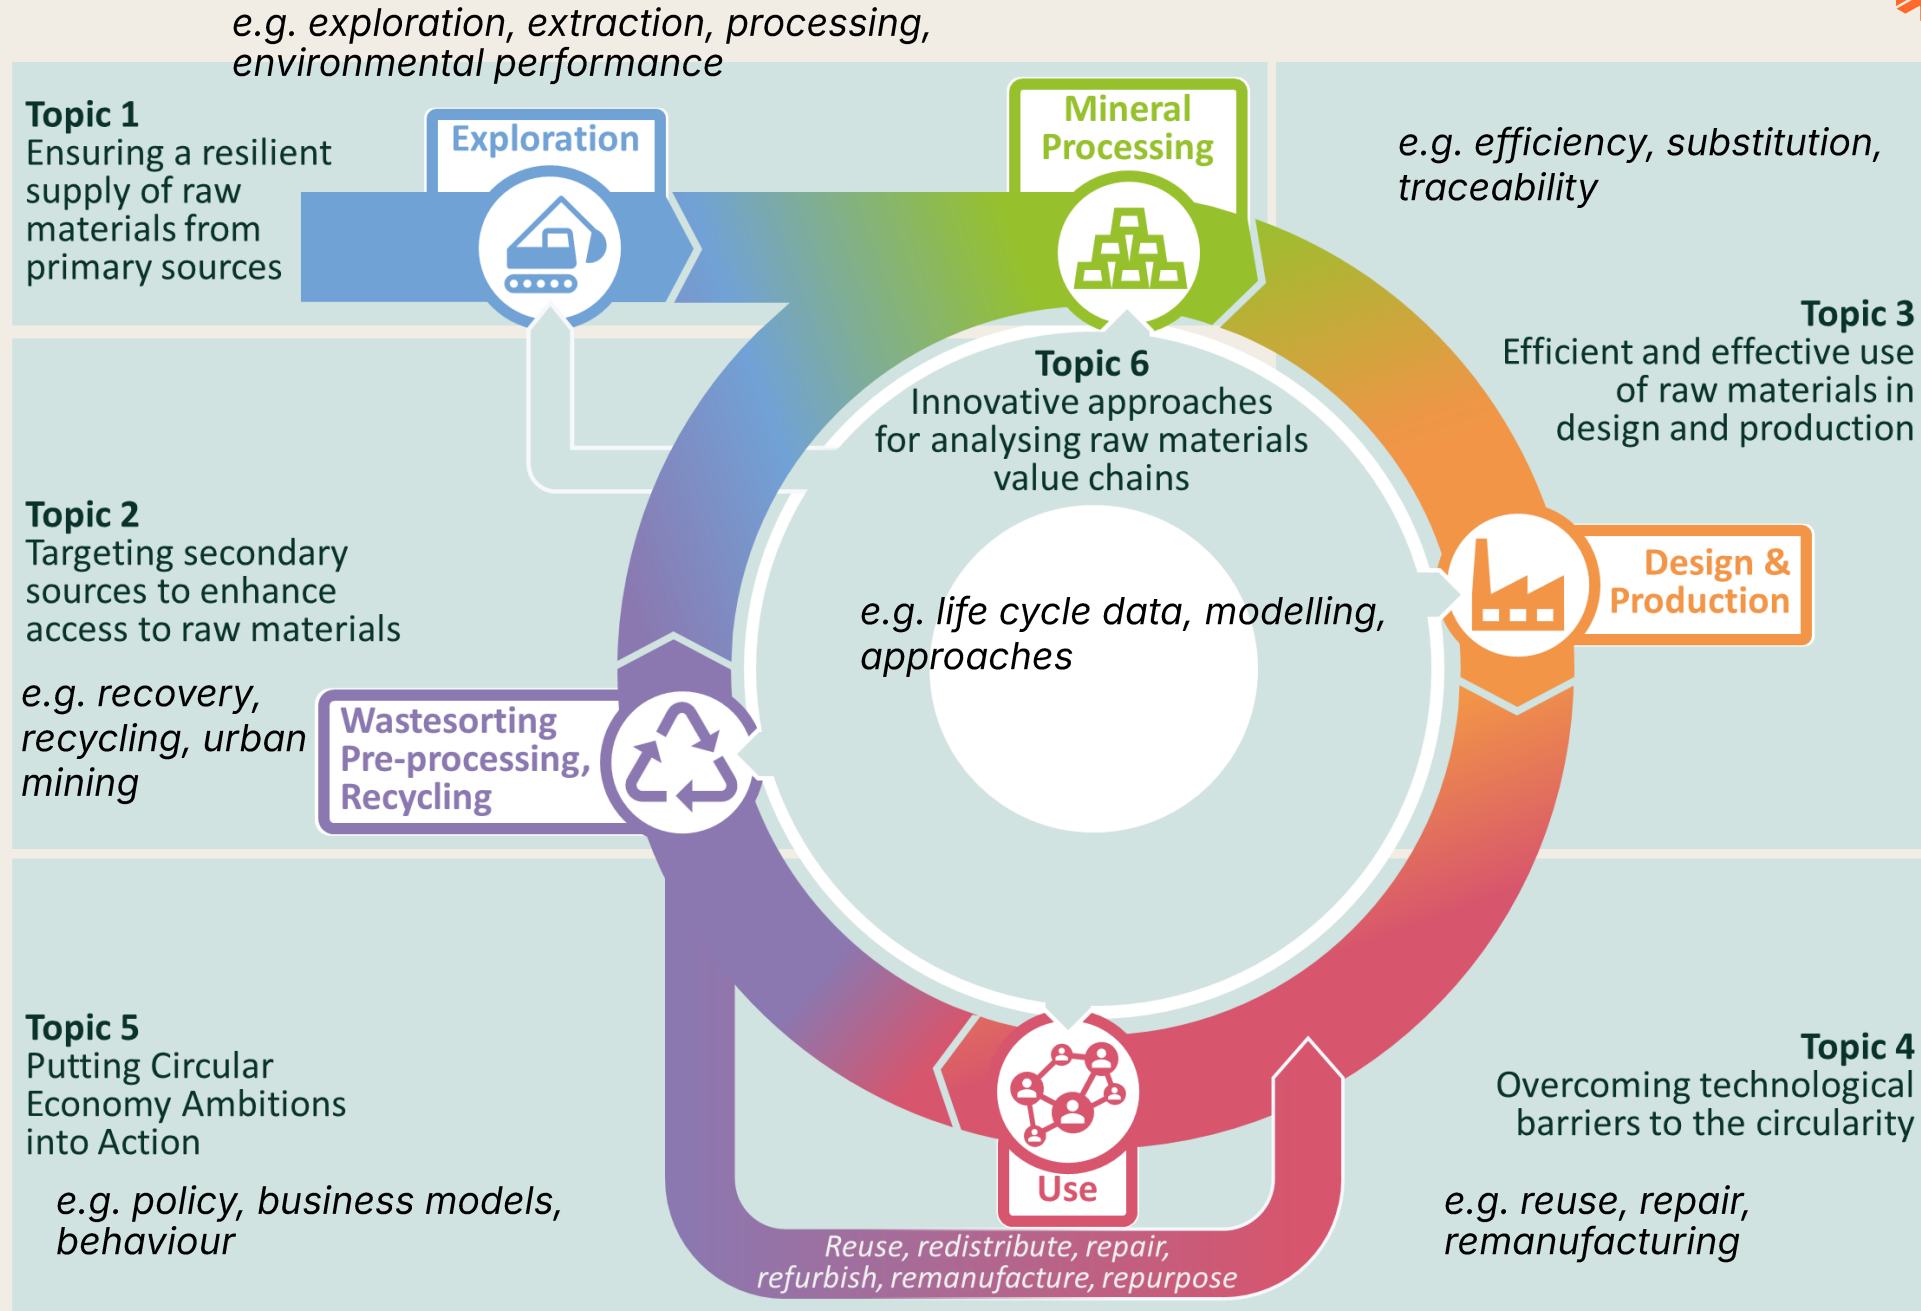 e.g. exploration, extraction, processing,
environmental performance
Topic 1
Ensuring a resilient
supply of raw
materials from
primary sources
Exploration
Mineral
Processing
e.g. efficiency, substitution,
traceability
Topic 3
Efficient and effective use
of raw materials in
design and production
Topic 6
Innovative approaches
for analysing raw materials
value chains
e.g. life cycle data, modelling,
approaches
Design &
Production
Topic 2
Targeting secondary
sources to enhance
access to raw materials
e.g. recovery,
recycling, urban
mining
Wastesorting
Pre-processing,
Recycling
Topic 5
Putting Circular
Economy Ambitions
into Action
e.g. policy, business models,
behaviour
Use
Reuse, redistribute, repair,
refurbish, remanufacture, repurpose
Topic 4
Overcoming technological
barriers to the circularity
e.g. reuse, repair,
remanufacturing